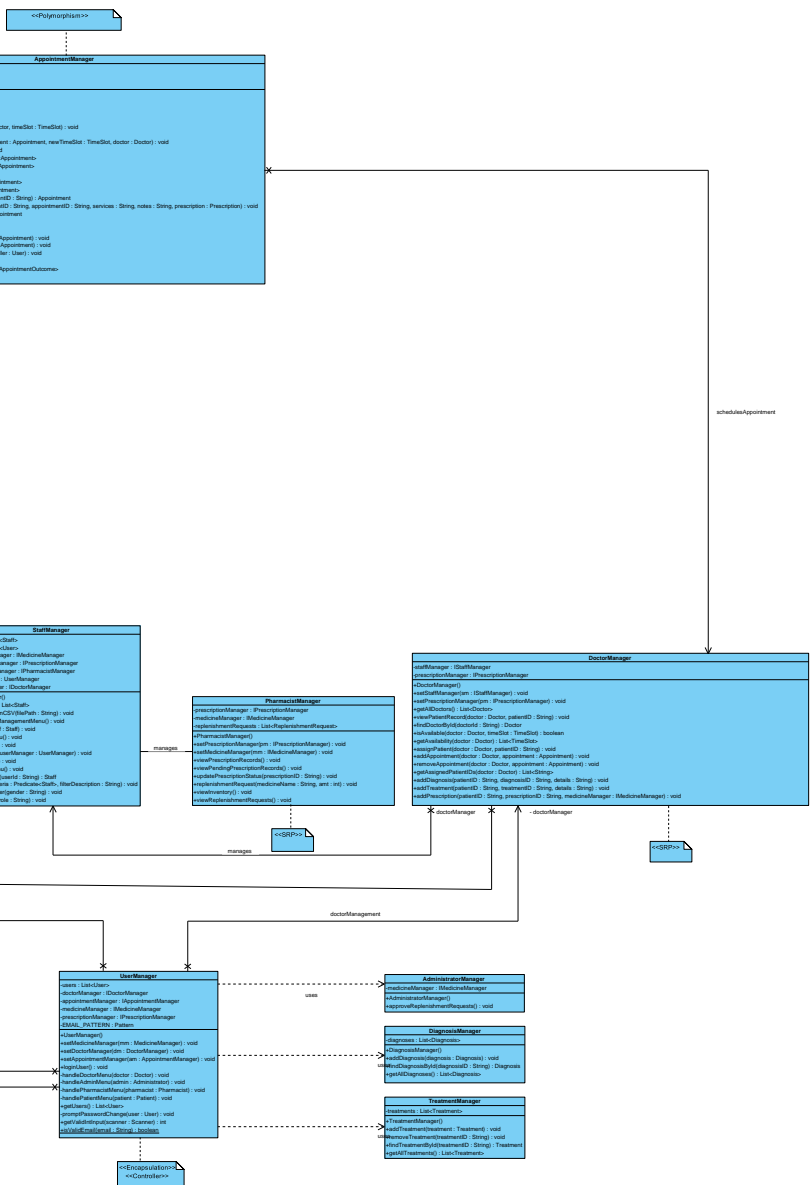 <<Polymorphism>>
AppointmentManager
ctor, timeSlot : TimeSlot) : void
ent : Appointment, newTimeSlot : TimeSlot, doctor : Doctor) : void
d
Appointment>
Appointment>
intment>
ntment>
ntID : String) : Appointment
tID : String, appointmentID : String, services : String, notes : String, prescription : Prescription) : void
ointment
Appointment) : void
Appointment) : void
ller : User) : void
AppointmentOutcome>
schedulesAppointment
StaffManager
<Staff>
<User>
ager : IMedicineManager
anager : IPrescriptionManager
nager : IPharmacistManager
: UserManager
er : IDoctorManager
r()
List<Staff>
mCSV(filePath : String) : void
anagementMenu() : void
f : Staff) : void
u() : void
: void
userManager : UserManager) : void
: void
nu() : void
(userId : String) : Staff
eria : Predicate<Staff>, filterDescription : String) : void
er(gender : String) : void
role : String) : void
manages
PharmacistManager
-prescriptionManager : IPrescriptionManager
-medicineManager : IMedicineManager
-replenishmentRequests : List<ReplenishmentRequest>
+PharmacistManager()
+setPrescriptionManager(pm : IPrescriptionManager) : void
+setMedicineManager(mm : IMedicineManager) : void
+viewPrescriptionRecords() : void
+viewPendingPrescriptionRecords() : void
+updatePrescriptionStatus(prescriptionID : String) : void
+replenishmentRequest(medicineName : String, amt : int) : void
+viewInventory() : void
+viewReplenishmentRequests() : void
<<SRP>>
DoctorManager
-staffManager : IStaffManager
-prescriptionManager : IPrescriptionManager
+DoctorManager()
+setStaffManager(sm : IStaffManager) : void
+setPrescriptionManager(pm : IPrescriptionManager) : void
+getAllDoctors() : List<Doctor>
+viewPatientRecord(doctor : Doctor, patientID : String) : void
+findDoctorById(doctorId : String) : Doctor
+isAvailable(doctor : Doctor, timeSlot : TimeSlot) : boolean
+getAvailability(doctor : Doctor) : List<TimeSlot>
+assignPatient(doctor : Doctor, patientID : String) : void
+addAppointment(doctor : Doctor, appointment : Appointment) : void
+removeAppointment(doctor : Doctor, appointment : Appointment) : void
+getAssignedPatientIDs(doctor : Doctor) : List<String>
+addDiagnosis(patientID : String, diagnosisID : String, details : String) : void
+addTreatment(patientID : String, treatmentID : String, details : String) : void
+addPrescription(patientID : String, prescriptionID : String, medicineManager : IMedicineManager) : void
- doctorManager
- doctorManager
<<SRP>>
manages
doctorManagement
UserManager
-users : List<User>
-doctorManager : IDoctorManager
-appointmentManager : IAppointmentManager
-medicineManager : IMedicineManager
-prescriptionManager : IPrescriptionManager
-EMAIL_PATTERN : Pattern
+UserManager()
+setMedicineManager(mm : MedicineManager) : void
+setDoctorManager(dm : DoctorManager) : void
+setAppointmentManager(am : AppointmentManager) : void
+loginUser() : void
-handleDoctorMenu(doctor : Doctor) : void
-handleAdminMenu(admin : Administrator) : void
-handlePharmacistMenu(pharmacist : Pharmacist) : void
-handlePatientMenu(patient : Patient) : void
+getUsers() : List<User>
-promptPasswordChange(user : User) : void
+getValidIntInput(scanner : Scanner) : int
+isValidEmail(email : String) : boolean
<<Encapsulation>>
<<Controller>>
uses
AdministratorManager
-medicineManager : IMedicineManager
+AdministratorManager()
+approveReplenishmentRequests() : void
DiagnosisManager
-diagnoses : List<Diagnosis>
+DiagnosisManager()
+addDiagnosis(diagnosis : Diagnosis) : void
+findDiagnosisById(diagnosisID : String) : Diagnosis
+getAllDiagnoses() : List<Diagnosis>
uses
TreatmentManager
-treatments : List<Treatment>
+TreatmentManager()
+addTreatment(treatment : Treatment) : void
+removeTreatment(treatmentID : String) : void
+findTreatmentById(treatmentID : String) : Treatment
+getAllTreatments() : List<Treatment>
uses